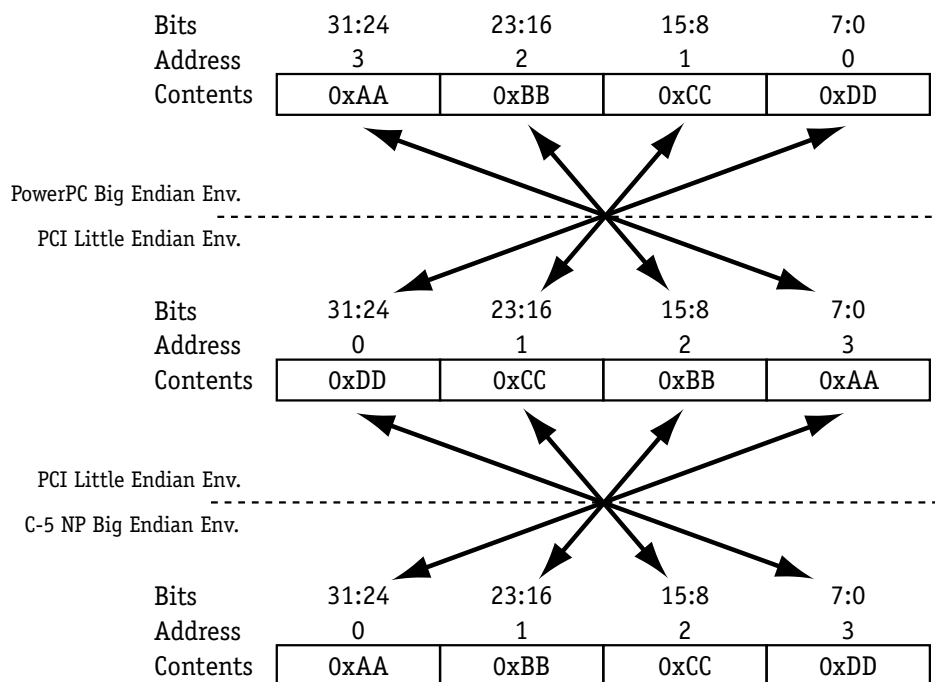 Bits 31:24 23:16 15:8 7:0
Address 3 2 1 0
Contents 0xAA 0xBB 0xCC 0xDD
PowerPC Big Endian Env.
PCI Little Endian Env.
Bits 31:24 23:16 15:8 7:0
Address 0 1 2 3
Contents 0xDD 0xCC 0xBB 0xAA
PCI Little Endian Env.
C-5 NP Big Endian Env.
Bits 31:24 23:16 15:8 7:0
Address 0 1 2 3
Contents 0xAA 0xBB 0xCC 0xDD